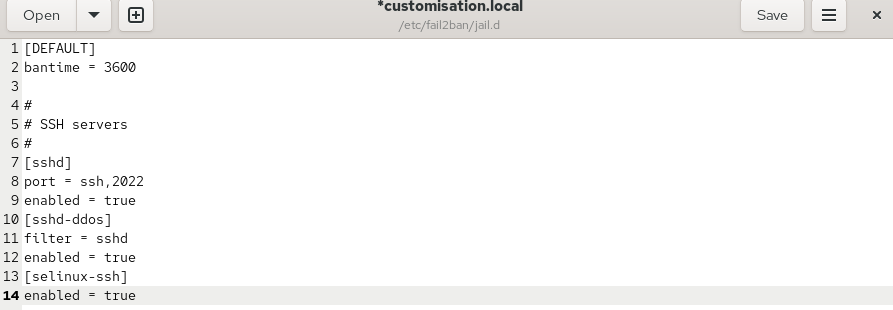 Open
*customisation.local
/etc/fail2ban/jail.d
Save
1 [DEFAULT]
2 bantime = 3600
3
4 #
5 # SSH servers
6 #
7 [sshd]
8 port = ssh,2022
9 enabled = true
10 [sshd-ddos]
11 filter = sshd
12 enabled = true
13 [selinux-ssh]
14 enabled = true